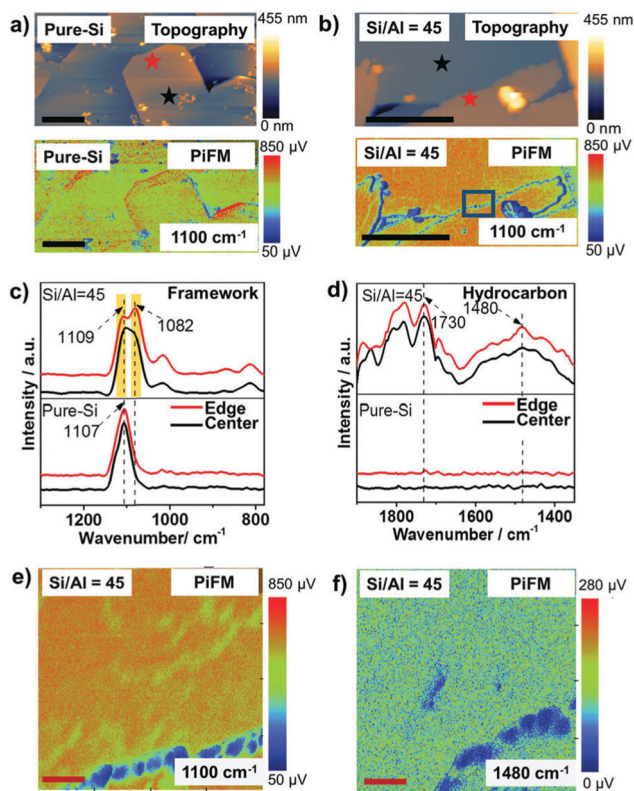 a)
Pure-Si Topography
455 nm
0 nm
Pure-Si PiFM
850 µV
1100 cm⁻¹
50 µV
b)
Si/Al = 45 Topography
455 nm
0 nm
Si/Al = 45 PiFM
850 µV
1100 cm⁻¹
50 µV
c)
Si/Al=45 Framework
1109 1082
Pure-Si
1107
Edge
Center
Intensity / a.u.
1200 1000 800
Wavenumber/ cm⁻¹
d)
Si/Al=45 Hydrocarbon
1730 1480
Pure-Si
Edge
Center
Intensity / a.u.
1800 1600 1400
Wavenumber / cm⁻¹
e)
Si/Al = 45 PiFM
850 µV
1100 cm⁻¹
50 µV
f)
Si/Al = 45 PiFM
280 µV
1480 cm⁻¹
0 µV